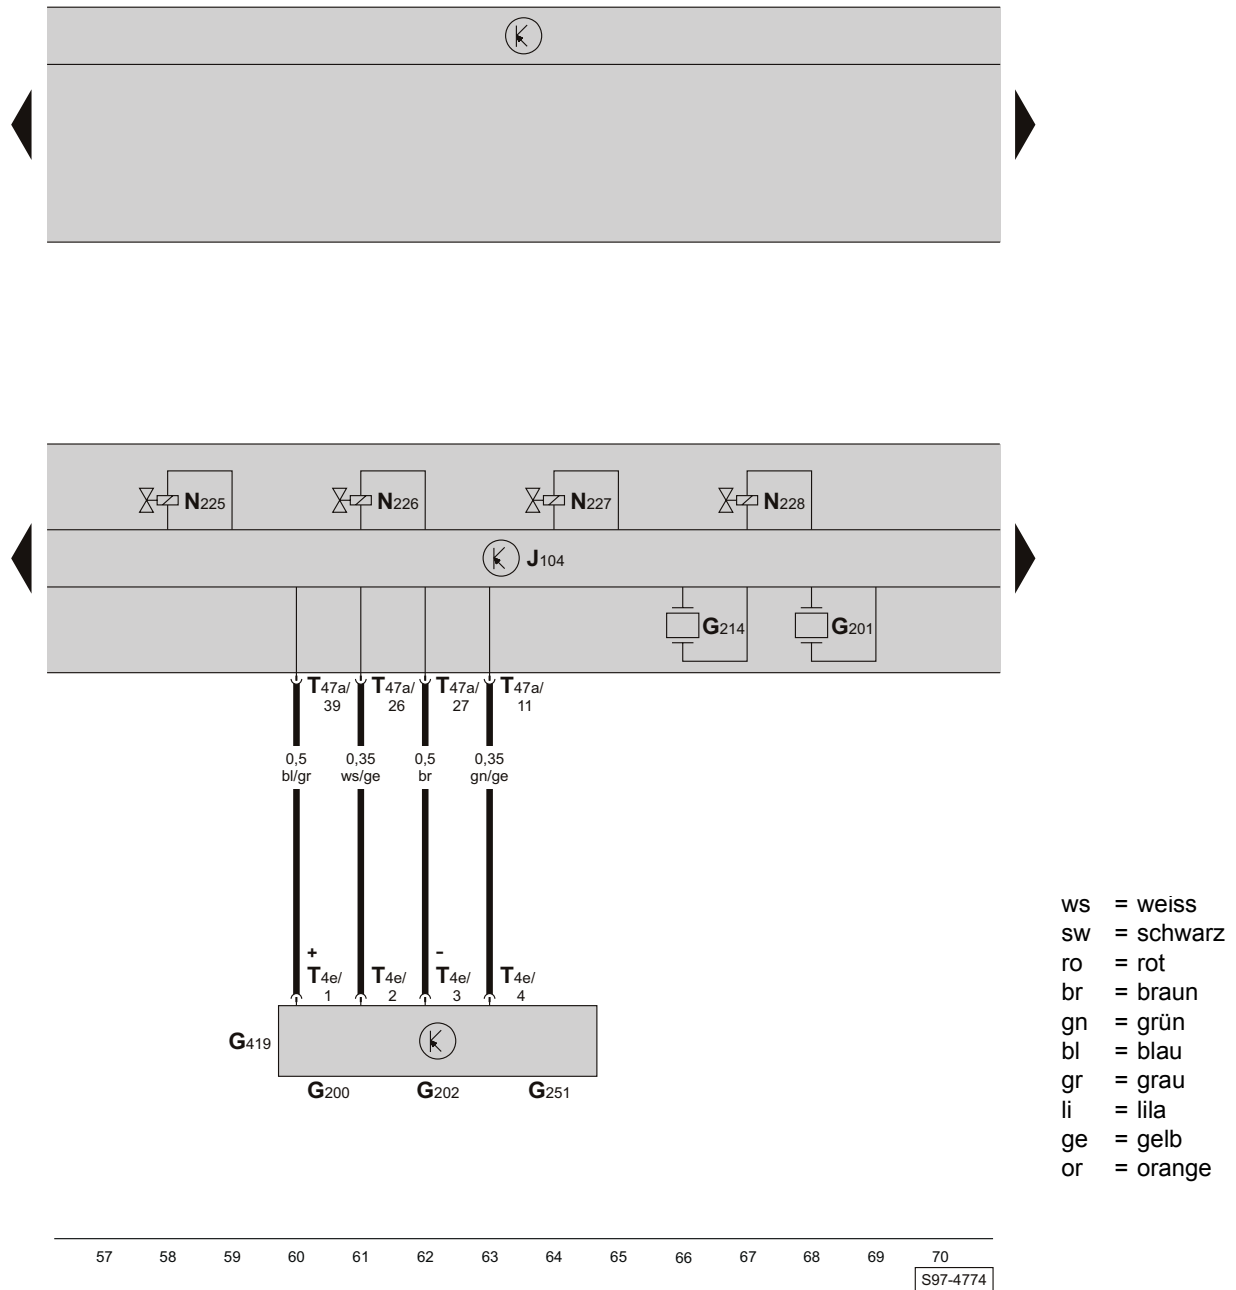 N225 N226 N227 N228
J104
G214 G201
T47a/ T47a/ T47a/ T47a/
39 26 27 11
0,5 0,35 0,5 0,35
bl/gr ws/ge br gn/ge
+ -
T4e/ T4e/ T4e/ T4e/
1 2 3 4
G419
G200 G202 G251
ws = weiss
sw = schwarz
ro = rot
br = braun
gn = grün
bl = blau
gr = grau
li = lila
ge = gelb
or = orange
57 58 59 60 61 62 63 64 65 66 67 68 69 70
S97-4774